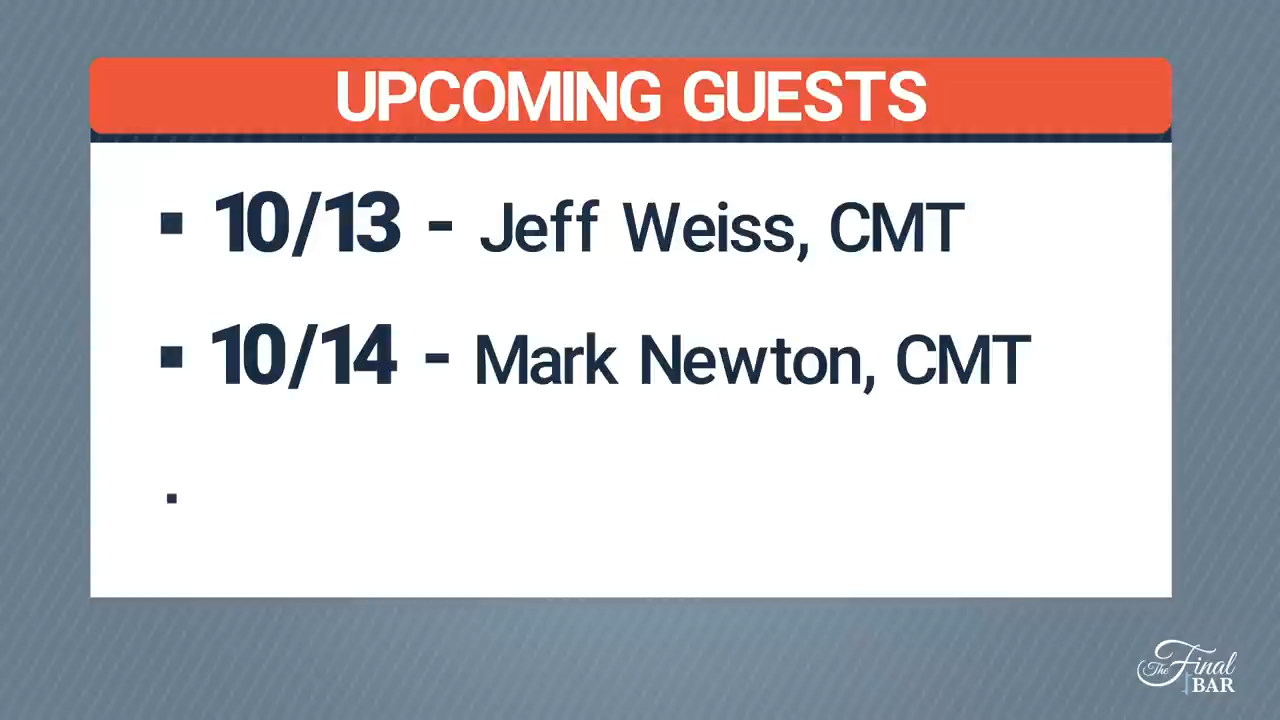 UPCOMING GUESTS
▪ 10/13 - Jeff Weiss, CMT
▪ 10/14 - Mark Newton, CMT
▪
The Final
BAR